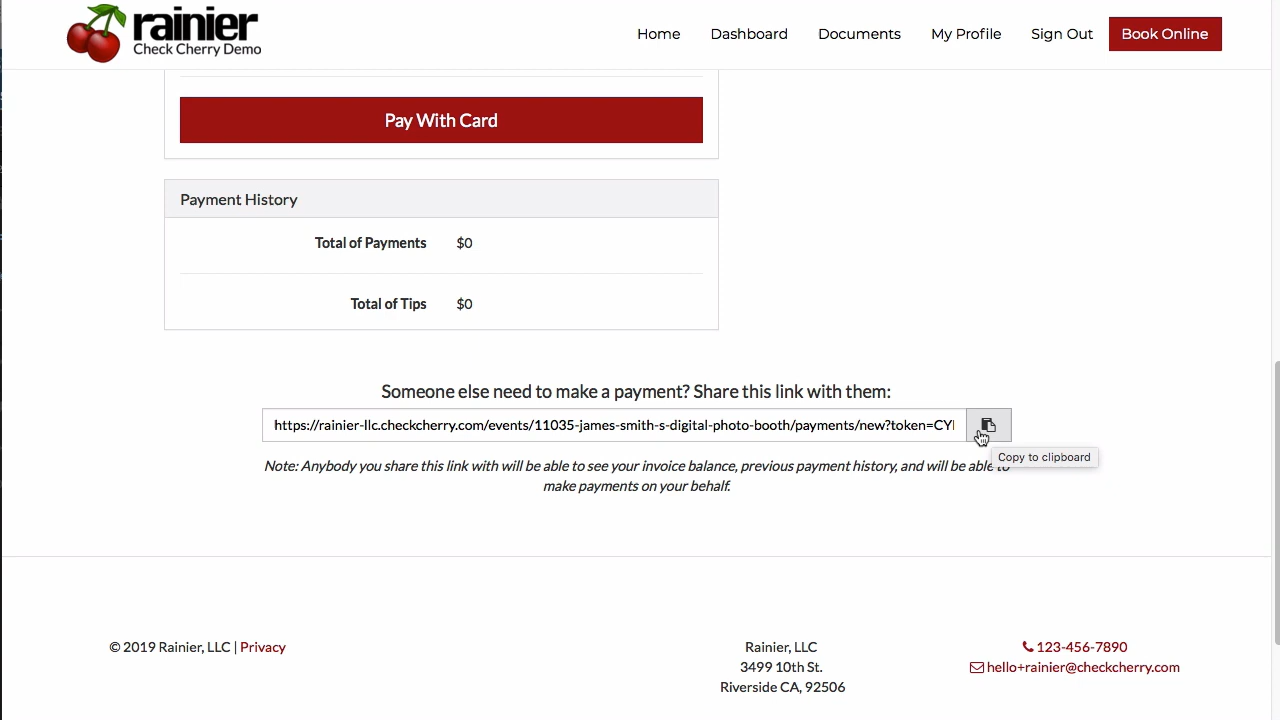 rainier
Check Cherry Demo
Home Dashboard Documents My Profile Sign Out Book Online
Pay With Card
Payment History
Total of Payments $0
Total of Tips $0
Someone else need to make a payment? Share this link with them:
https://rainier-llc.checkcherry.com/events/11035-james-smith-s-digital-photo-booth/payments/new?token=CY
Copy to clipboard
Note: Anybody you share this link with will be able to see your invoice balance, previous payment history, and will be able to
make payments on your behalf.
© 2019 Rainier, LLC | Privacy
Rainier, LLC
3499 10th St.
Riverside CA, 92506
123-456-7890
hello+rainier@checkcherry.com